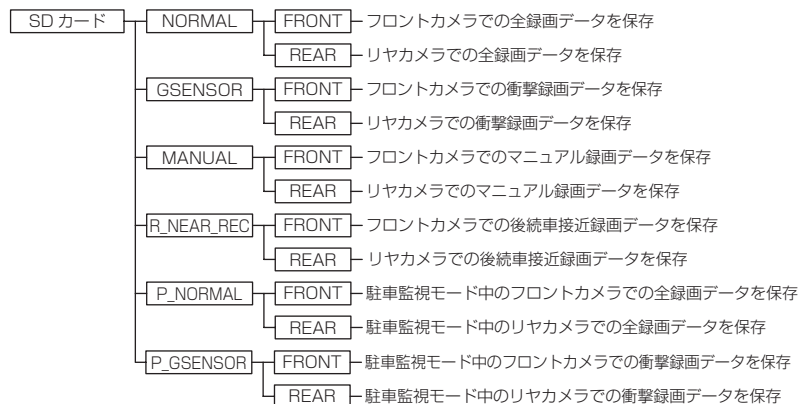 SD カード NORMAL FRONT フロントカメラでの全録画データを保存
REAR リヤカメラでの全録画データを保存
GSENSOR FRONT フロントカメラでの衝撃録画データを保存
REAR リヤカメラでの衝撃録画データを保存
MANUAL FRONT フロントカメラでのマニュアル録画データを保存
REAR リヤカメラでのマニュアル録画データを保存
R_NEAR_REC FRONT フロントカメラでの後続車接近録画データを保存
REAR リヤカメラでの後続車接近録画データを保存
P_NORMAL FRONT 駐車監視モード中のフロントカメラでの全録画データを保存
REAR 駐車監視モード中のリヤカメラでの全録画データを保存
P_GSENSOR FRONT 駐車監視モード中のフロントカメラでの衝撃録画データを保存
REAR 駐車監視モード中のリヤカメラでの衝撃録画データを保存